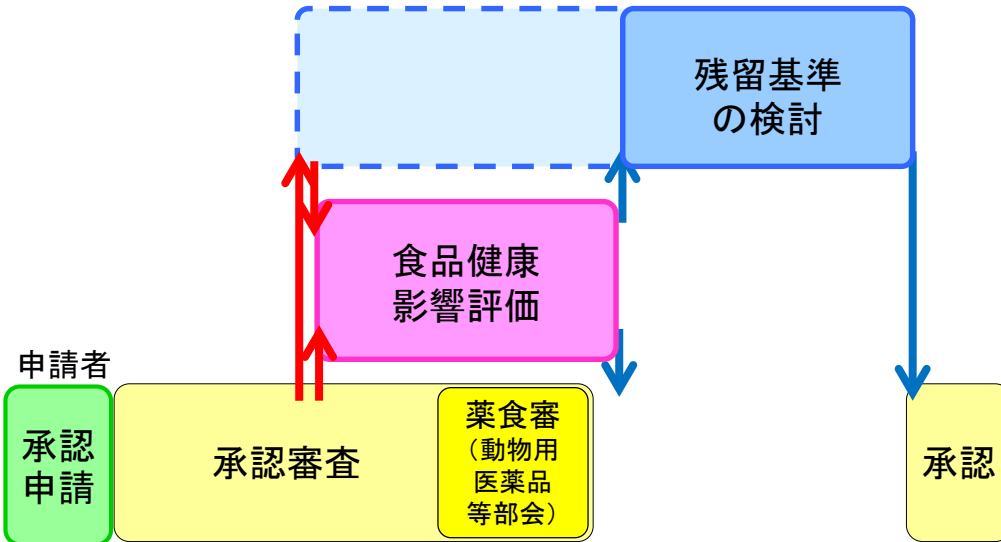 残留基準
の検討
食品健康
影響評価
申請者
承認
申請
承認審査
薬食審
（動物用
医薬品
等部会）
承認